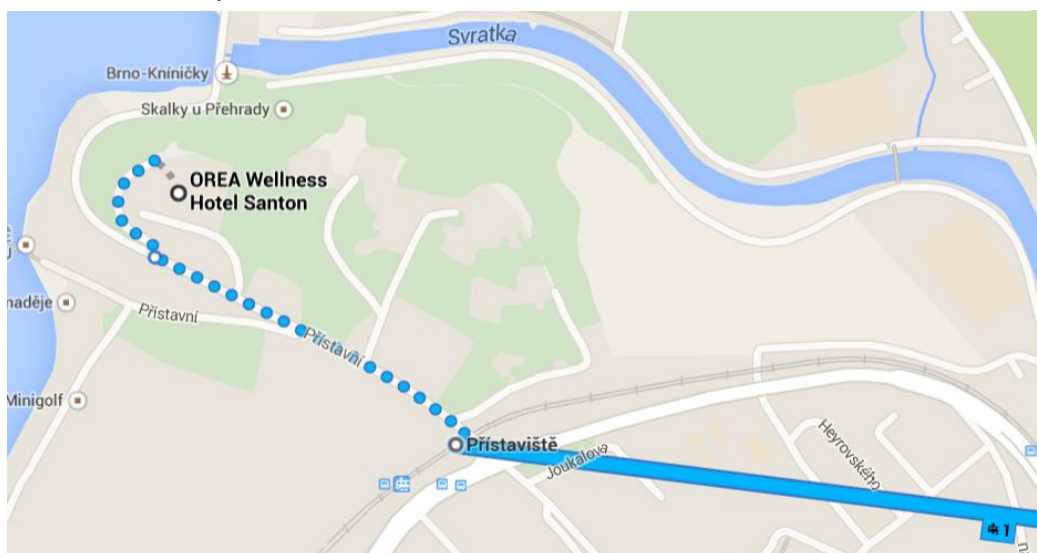 Svratka
Brno-Kníničky
Skalky u Přehrady
OREA Wellness
Hotel Santon
naděje
Přístavní
Přístavní
Minigolf
Přístaviště
Joukalova
Heyrovského
1